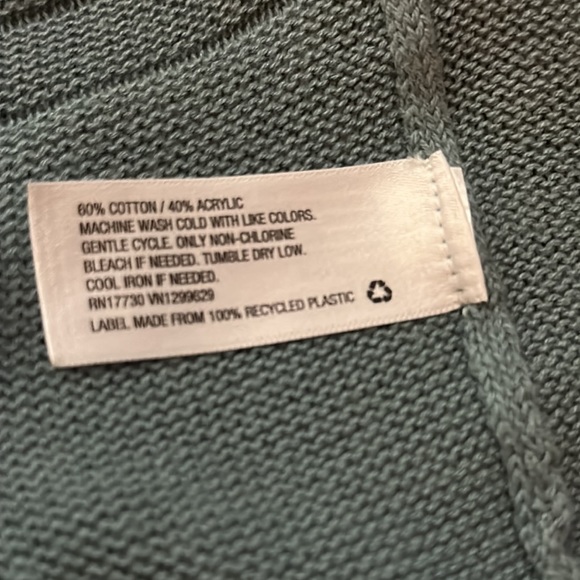 60% COTTON / 40% ACRYLIC
MACHINE WASH COLD WITH LIKE COLORS.
GENTLE CYCLE. ONLY NON-CHLORINE
BLEACH IF NEEDED. TUMBLE DRY LOW.
COOL IRON IF NEEDED.
RN17730 VN1299629
LABEL MADE FROM 100% RECYCLED PLASTIC